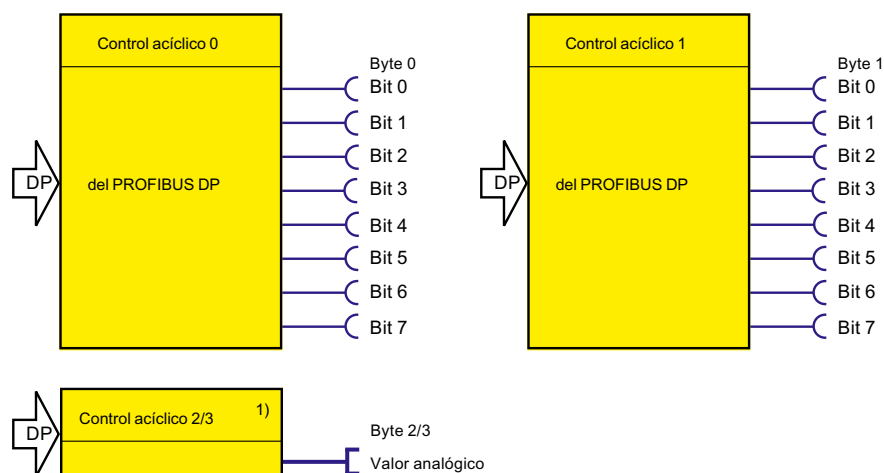 Control acíclico 0
Byte 0
Bit 0
Bit 1
Bit 2
DP
del PROFIBUS DP
Bit 3
Bit 4
Bit 5
Bit 6
Bit 7
Control acíclico 1
Byte 1
Bit 0
Bit 1
Bit 2
DP
del PROFIBUS DP
Bit 3
Bit 4
Bit 5
Bit 6
Bit 7
DP
Control acíclico 2/3 1)
Byte 2/3
Valor analógico